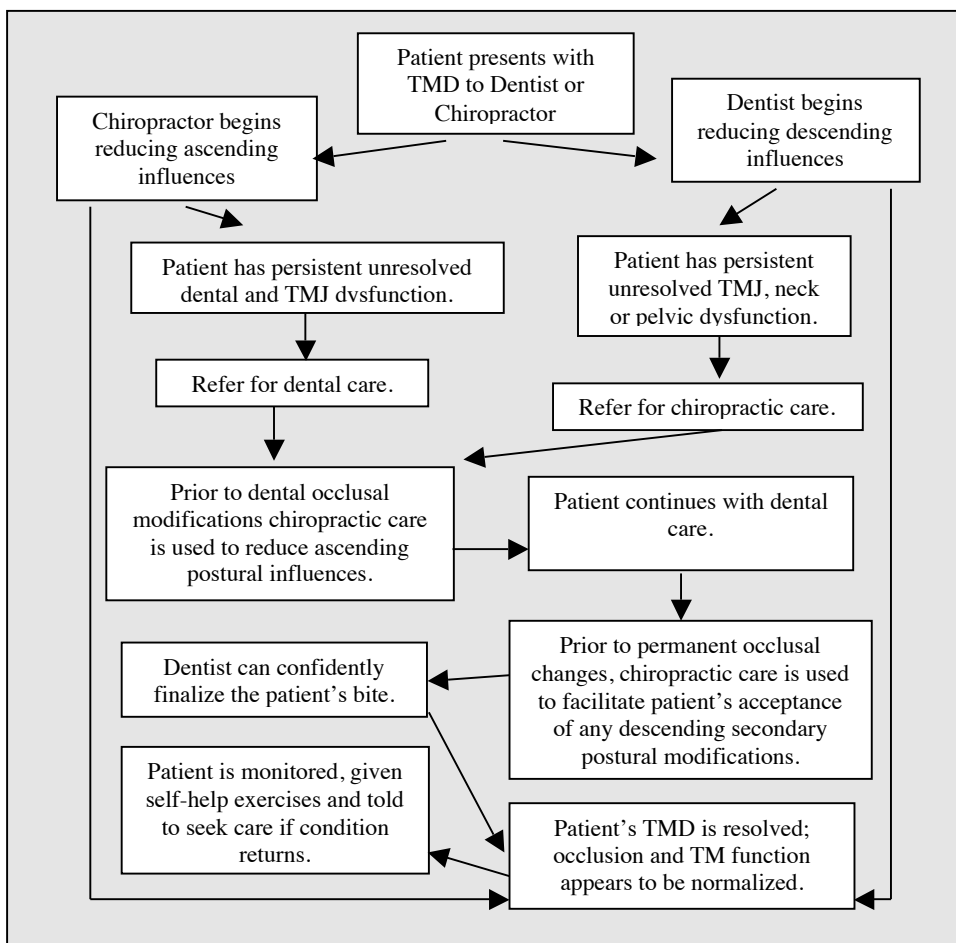 Patient presents with
TMD to Dentist or
Chiropractor
Chiropractor begins
reducing ascending
influences
Dentist begins
reducing descending
influences
Patient has persistent unresolved
dental and TMJ dysfunction.
Patient has persistent
unresolved TMJ, neck
or pelvic dysfunction.
Refer for dental care.
Refer for chiropractic care.
Prior to dental occlusal
modifications chiropractic care
is used to reduce ascending
postural influences.
Patient continues with dental
care.
Prior to permanent occlusal
changes, chiropractic care is used
to facilitate patient’s acceptance
of any descending secondary
postural modifications.
Dentist can confidently
finalize the patient’s bite.
Patient is monitored, given
self-help exercises and told
to seek care if condition
returns.
Patient’s TMD is resolved;
occlusion and TM function
appears to be normalized.